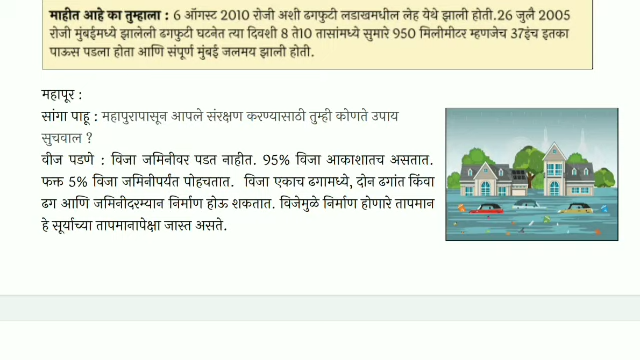 माहीत आहे का तुम्हाला : 6 ऑगस्ट 2010 रोजी अशी ढगफुटी लडाखमधील लेह येथे झाली होती.26 जुलै 2005
रोजी मुंबईमध्ये झालेली ढगफुटी घटनेत त्या दिवशी 8 ते10 तासांमध्ये सुमारे 950 मिलीमीटर म्हणजेच 37इंच इतका
पाऊस पडला होता आणि संपूर्ण मुंबई जलमय झाली होती.
महापूर :
सांगा पाहू : महापुरापासून आपले संरक्षण करण्यासाठी तुम्ही कोणते उपाय
सुचवाल ?
वीज पडणे : विजा जमिनीवर पडत नाहीत. 95% विजा आकाशातच असतात.
फक्त 5% विजा जमिनीपर्यंत पोहचतात. विजा एकाच ढगामध्ये, दोन ढगांत किंवा
ढग आणि जमिनीदरम्यान निर्माण होऊ शकतात. विजेमुळे निर्माण होणारे तापमान
हे सूर्याच्या तापमानापेक्षा जास्त असते.